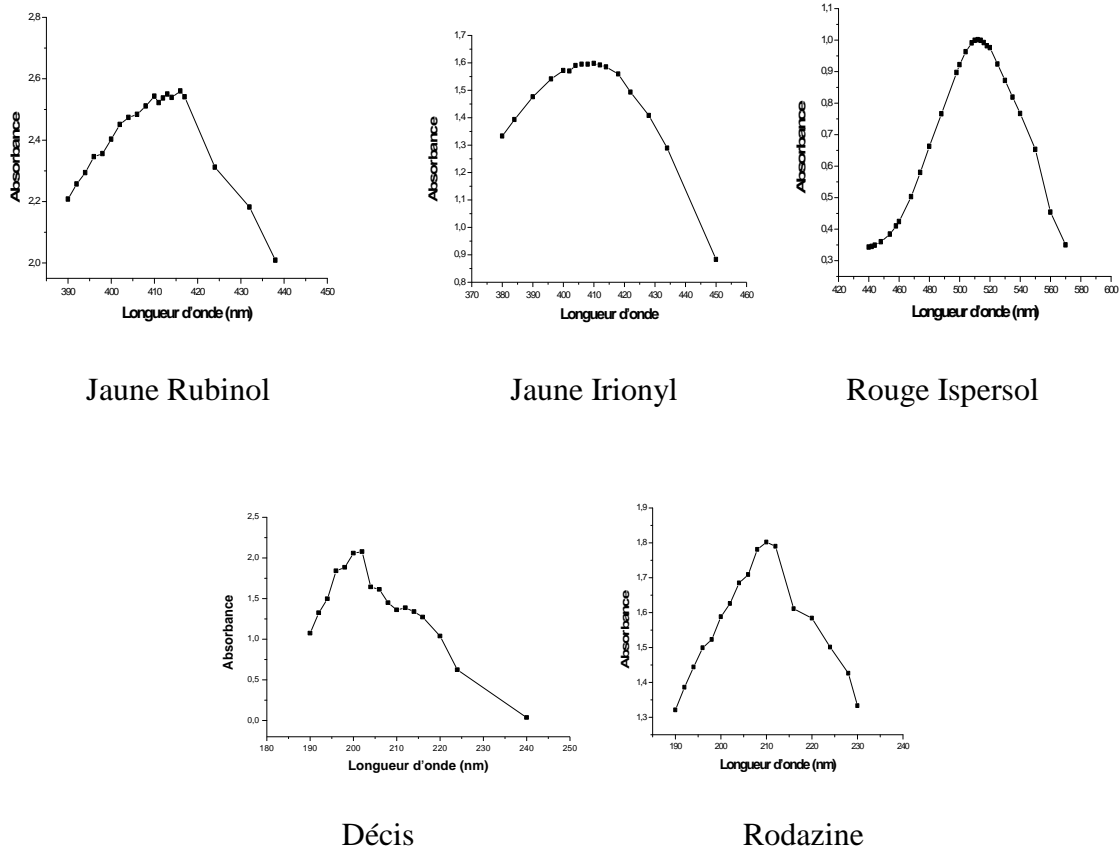 2,8
2,6
2,4
2,2
2,0
Absorbance
390 400 410 420 430 440 450
Longueur d'onde (nm)
Jaune Rubinol
1,7
1,6
1,5
1,4
1,3
1,2
1,1
1,0
0,9
0,8
Absorbance
370 380 390 400 410 420 430 440 450 460
Longueur d'onde
Jaune Irionyl
1,1
1,0
0,9
0,8
0,7
0,6
0,5
0,4
0,3
Absorbance
420 440 460 480 500 520 540 560 580 600
Longueur d'onde (nm)
Rouge Ispersol
2,5
2,0
1,5
1,0
0,5
0,0
Absorbance
180 190 200 210 220 230 240 250
Longueur d'onde (nm)
Décis
1,9
1,8
1,7
1,6
1,5
1,4
1,3
Absorbance
190 200 210 220 230 240
Longueur d'onde (nm)
Rodazine